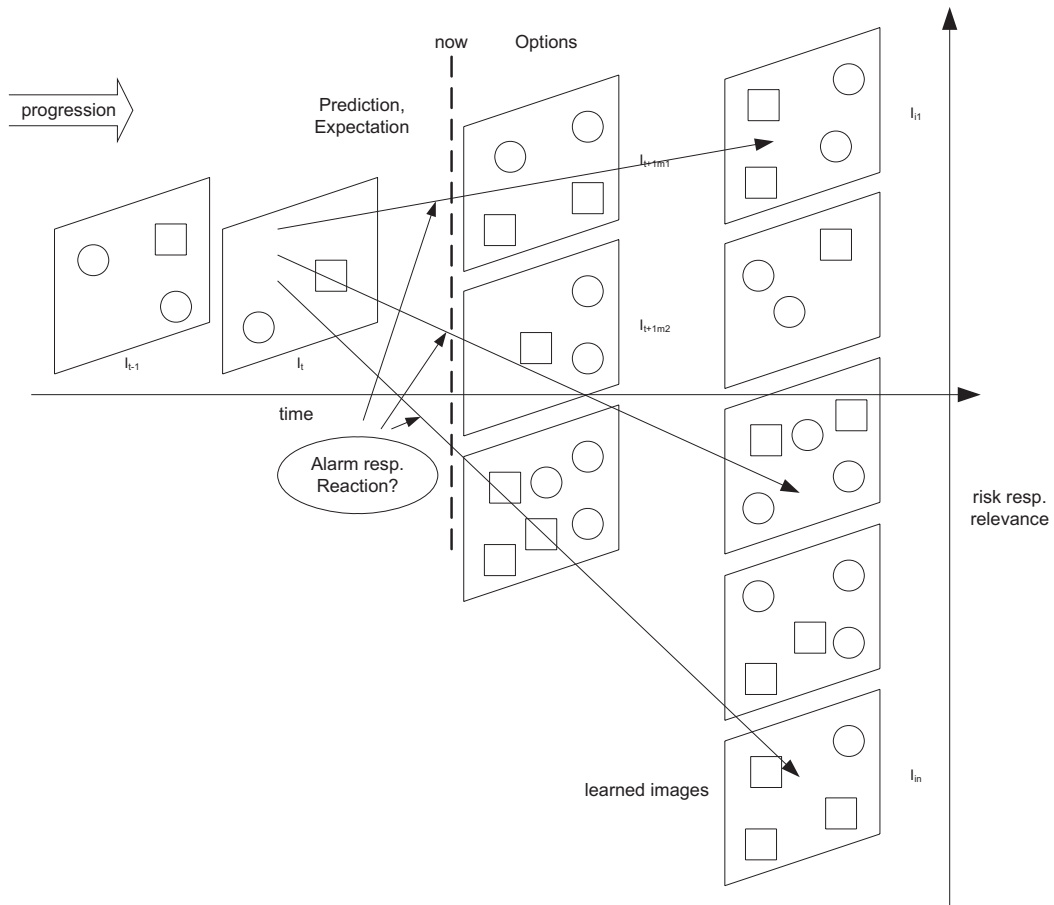 now
Options
progression
Prediction,
Expectation
I_{i1}
I_{t+1m1}
I_{t-1}
I_t
I_{t+1m2}
time
Alarm resp.
Reaction?
risk resp.
relevance
learned images
I_{in}